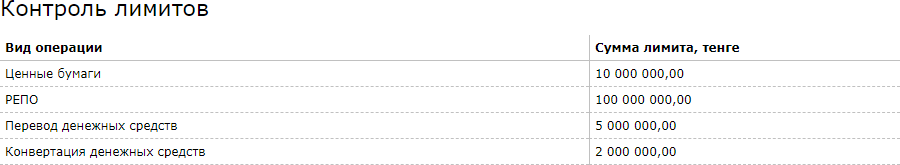 Контроль лимитов
Вид операции Сумма лимита, тенге
Ценные бумаги 10 000 000,00
РЕПО 100 000 000,00
Перевод денежных средств 5 000 000,00
Конвертация денежных средств 2 000 000,00